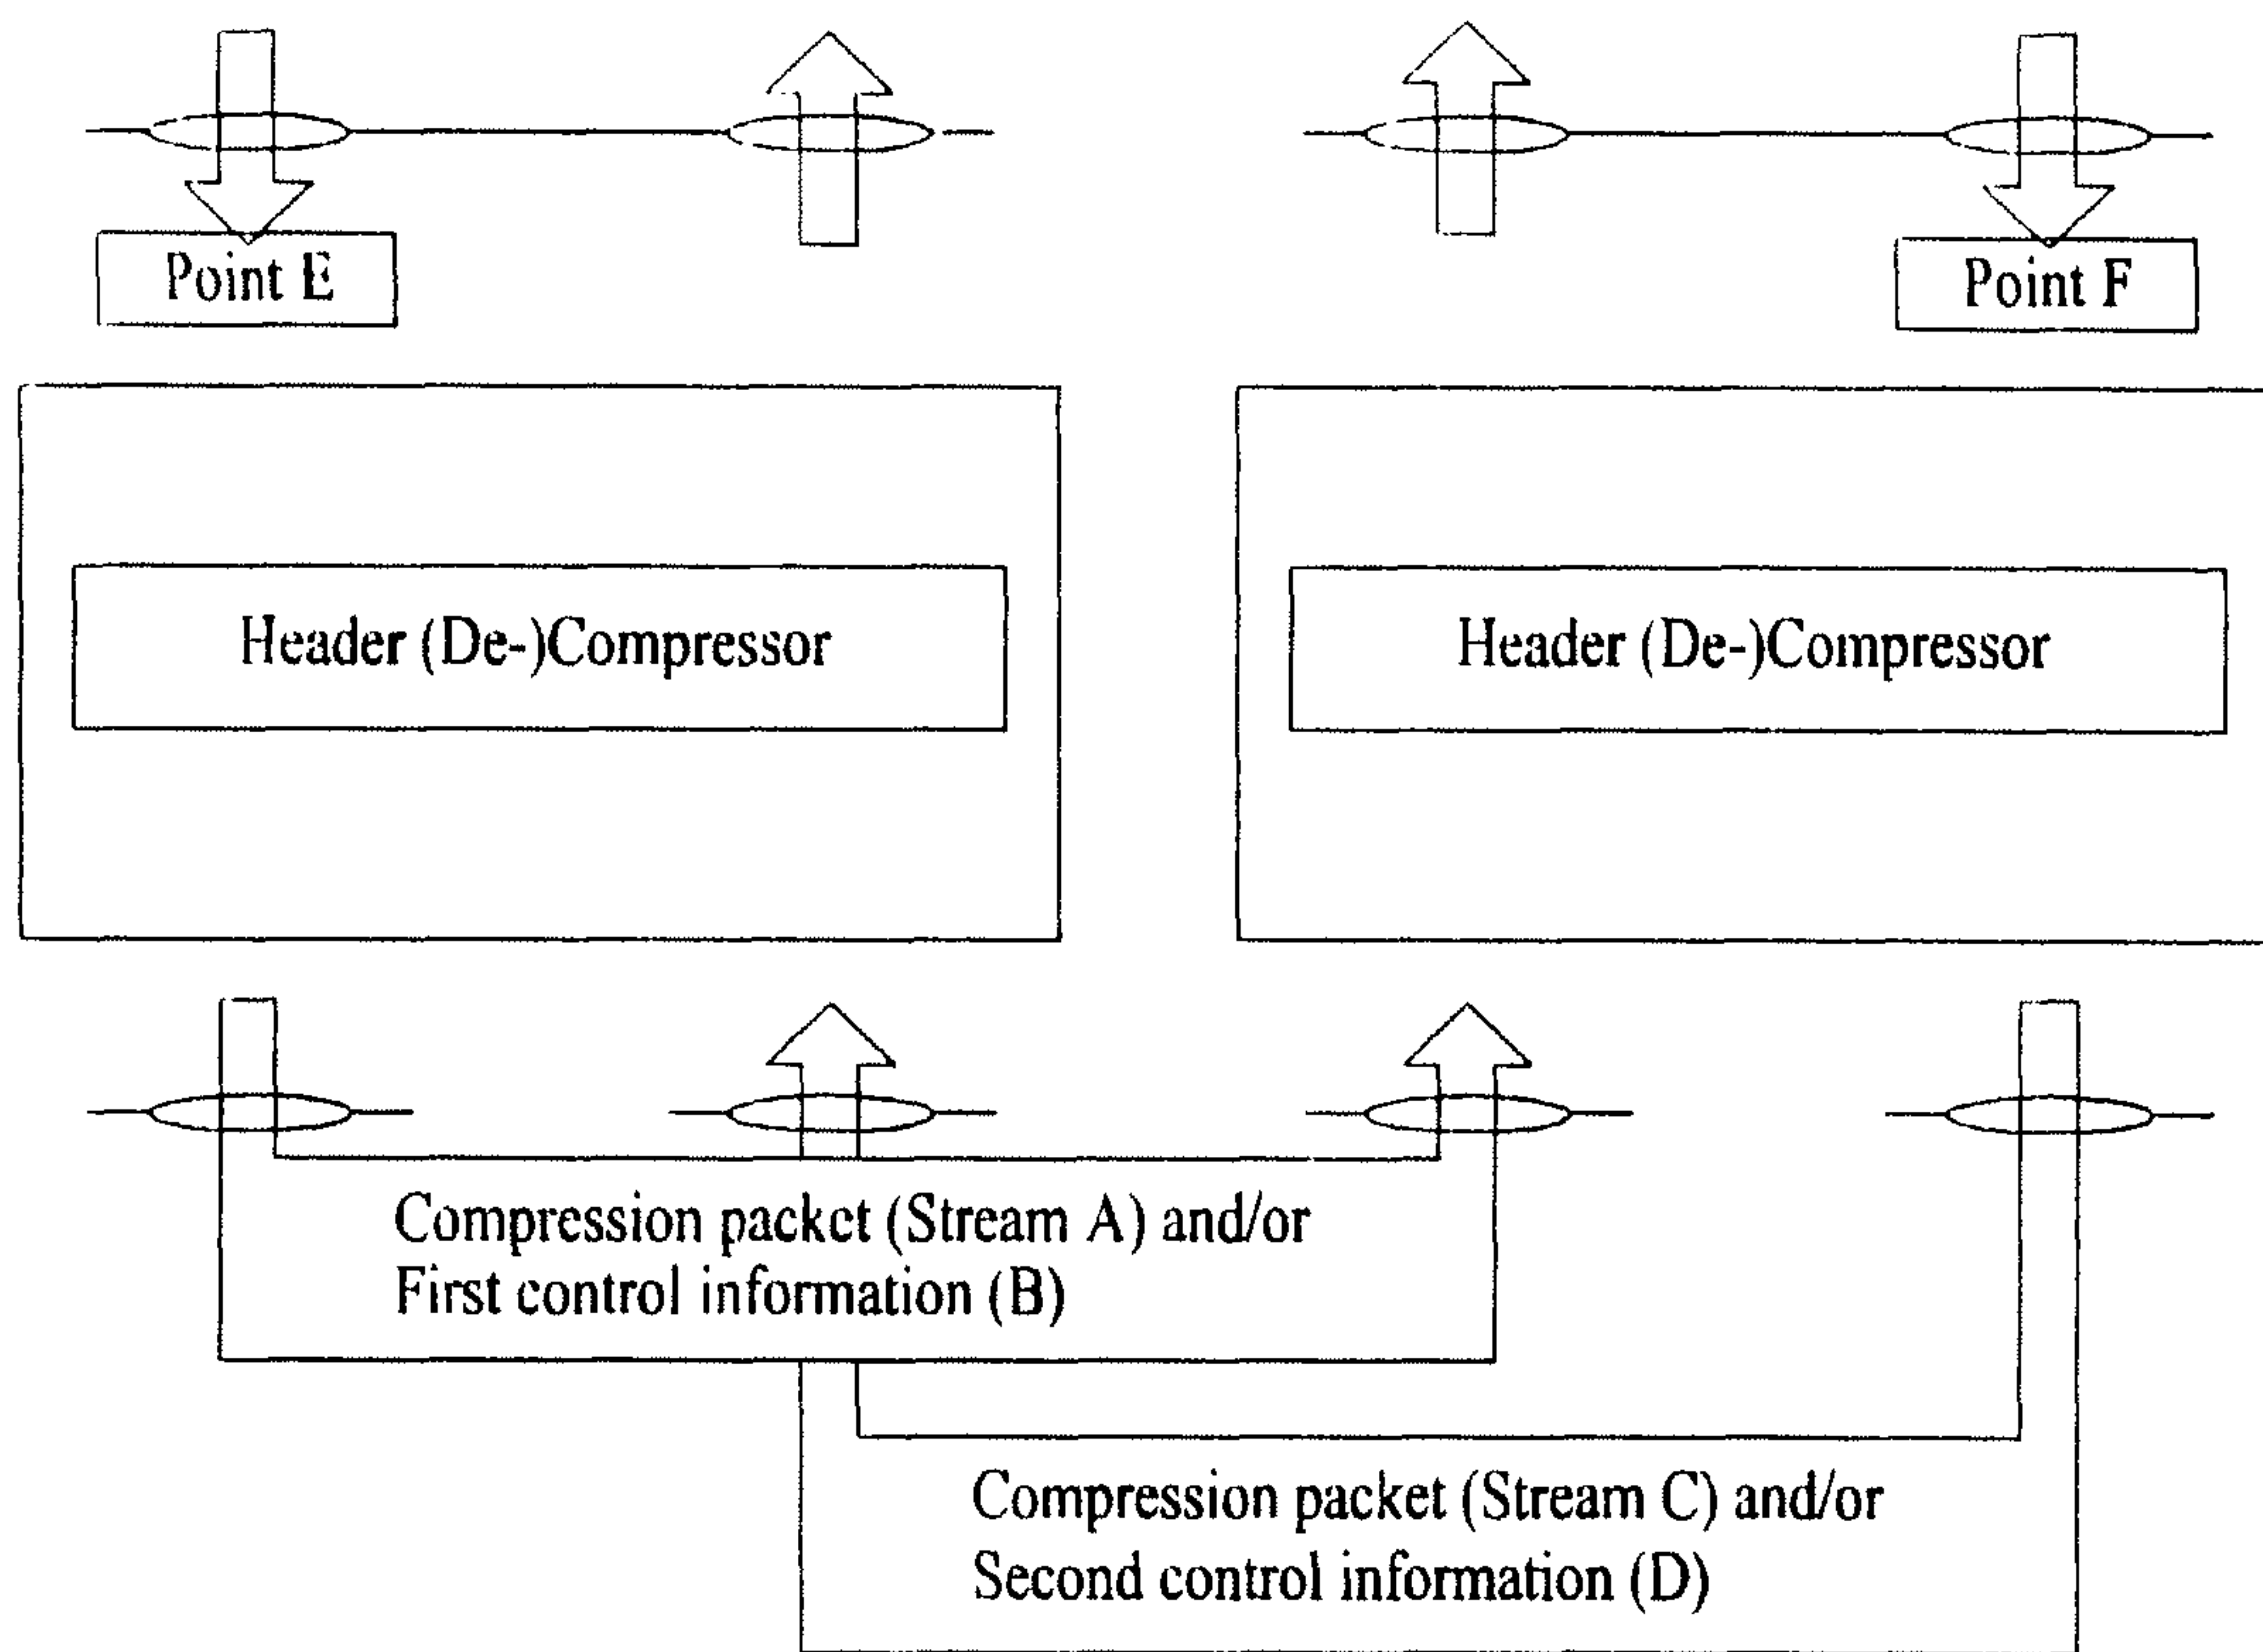 Point E
Point F
Header (De-)Compressor
Header (De-)Compressor
Compression packet (Stream A) and/or
First control information (B)
Compression packet (Stream C) and/or
Second control information (D)